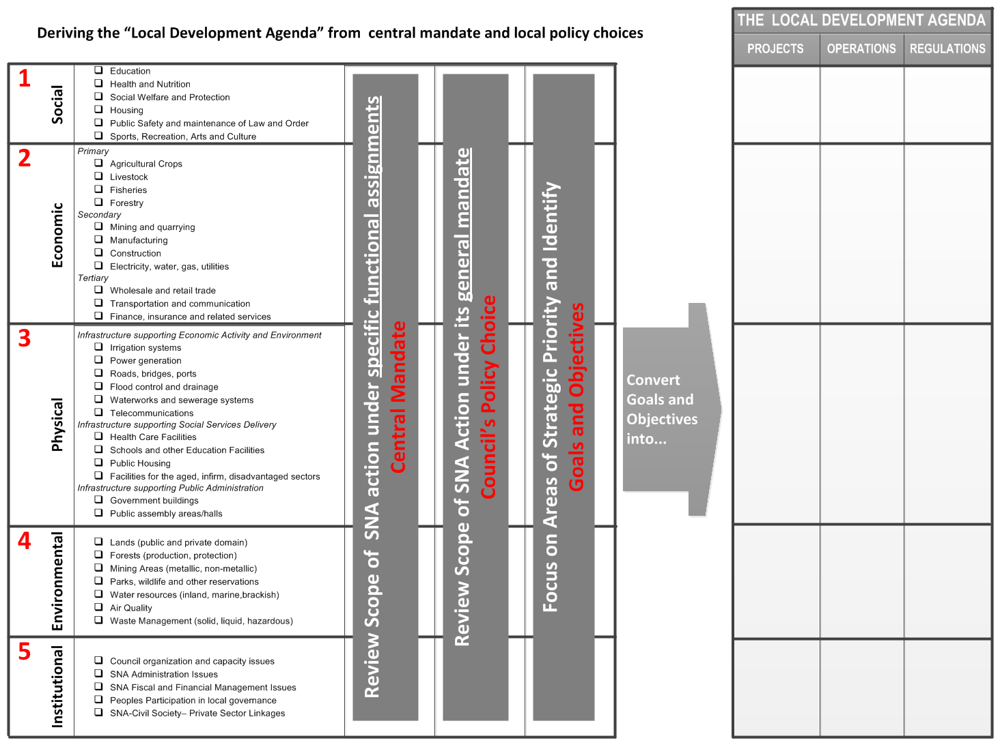 Deriving the “Local Development Agenda” from central mandate and local policy choices
1
Social
Education
Health and Nutrition
Social Welfare and Protection
Housing
Public Safety and maintenance of Law and Order
Sports, Recreation, Arts and Culture
2
Economic
Primary
Agricultural Crops
Livestock
Fisheries
Forestry
Secondary
Mining and quarrying
Manufacturing
Construction
Electricity, water, gas, utilities
Tertiary
Wholesale and retail trade
Transportation and communication
Finance, insurance and related services
3
Physical
Infrastructure supporting Economic Activity and Environment
Irrigation systems
Power generation
Roads, bridges, ports
Flood control and drainage
Waterworks and sewerage systems
Telecommunications
Infrastructure supporting Social Services Delivery
Health Care Facilities
Schools and other Education Facilities
Public Housing
Facilities for the aged, infirm, disadvantaged sectors
Infrastructure supporting Public Administration
Government buildings
Public assembly areas/halls
4
Environmental
Lands (public and private domain)
Forests (production, protection)
Mining Areas (metallic, non-metallic)
Parks, wildlife and other reservations
Water resources (inland, marine,brackish)
Air Quality
Waste Management (solid, liquid, hazardous)
5
Institutional
Council organization and capacity issues
SNA Administration Issues
SNA Fiscal and Financial Management Issues
Peoples Participation in local governance
SNA-Civil Society– Private Sector Linkages
Review Scope of SNA action under specific functional assignments
Central Mandate
Review Scope of SNA Action under its general mandate
Council’s Policy Choice
Focus on Areas of Strategic Priority and Identify
Goals and Objectives
Convert
Goals and
Objectives
into...
THE LOCAL DEVELOPMENT AGENDA
PROJECTS
OPERATIONS
REGULATIONS